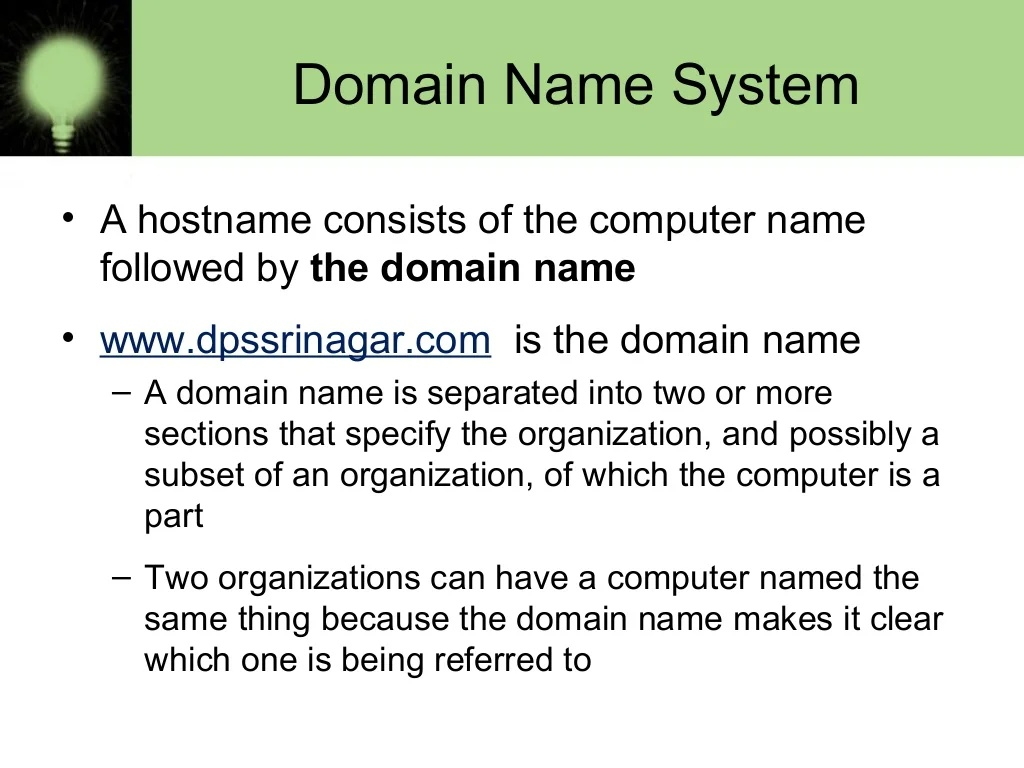 Domain Name System
• A hostname consists of the computer name
followed by the domain name
• www.dpssrinagar.com is the domain name
– A domain name is separated into two or more
sections that specify the organization, and possibly a
subset of an organization, of which the computer is a
part
– Two organizations can have a computer named the
same thing because the domain name makes it clear
which one is being referred to